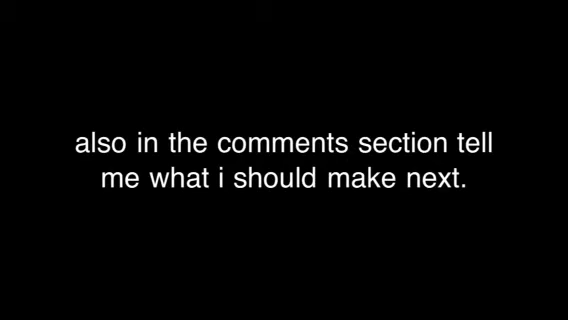 also in the comments section tell
me what i should make next.